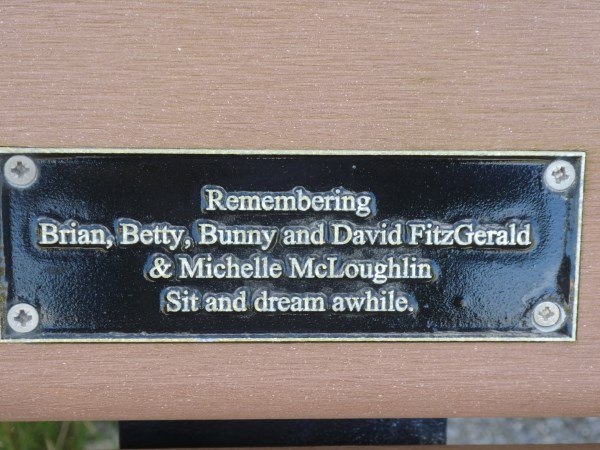 Remembering
Brian, Betty, Bunny and David FitzGerald
& Michelle McLoughlin
Sit and dream awhile.